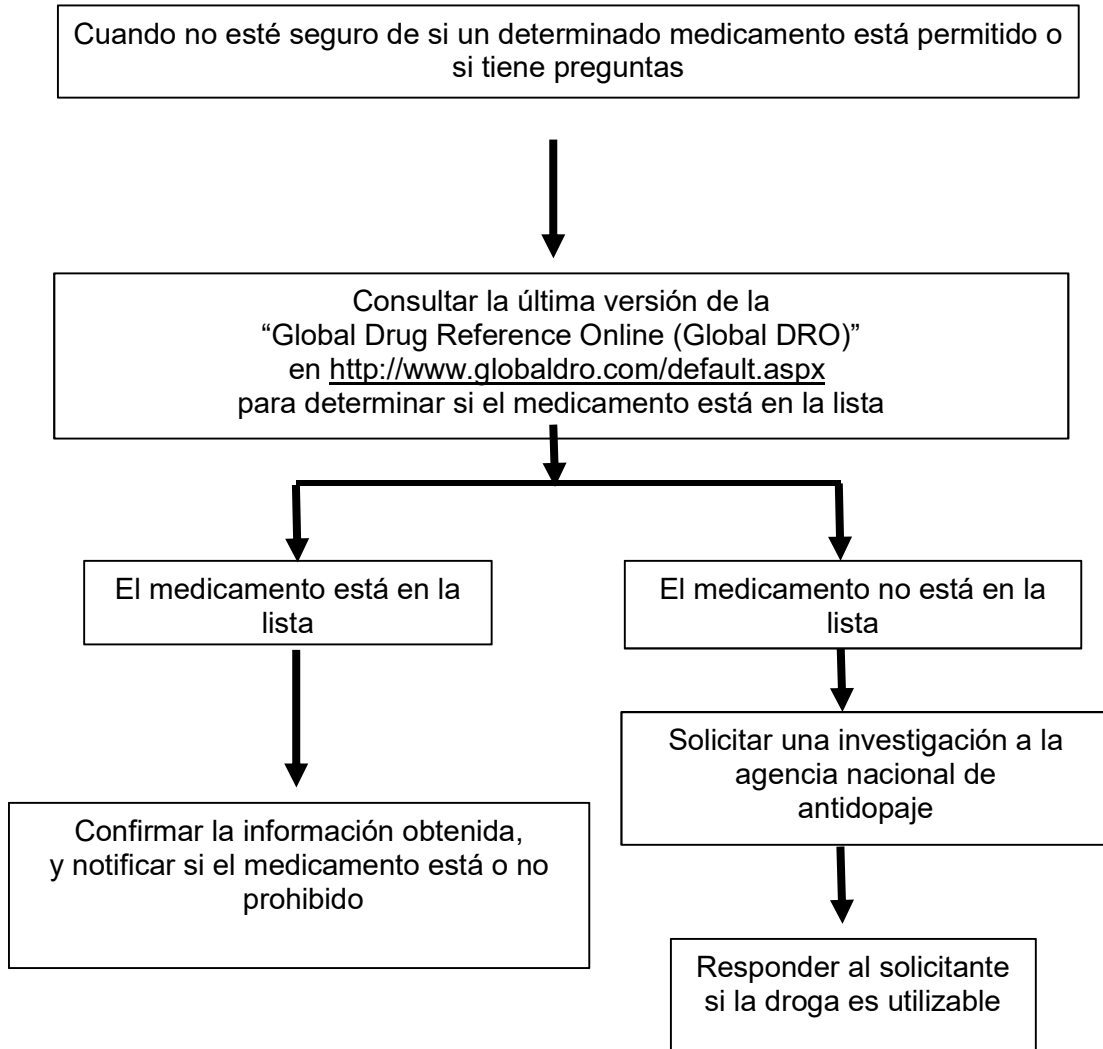 Cuando no esté seguro de si un determinado medicamento está permitido o
si tiene preguntas
Consultar la última versión de la
“Global Drug Reference Online (Global DRO)”
en http://www.globaldro.com/default.aspx
para determinar si el medicamento está en la lista
El medicamento está en la
lista
El medicamento no está en la
lista
Confirmar la información obtenida,
y notificar si el medicamento está o no
prohibido
Solicitar una investigación a la
agencia nacional de
antidopaje
Responder al solicitante
si la droga es utilizable